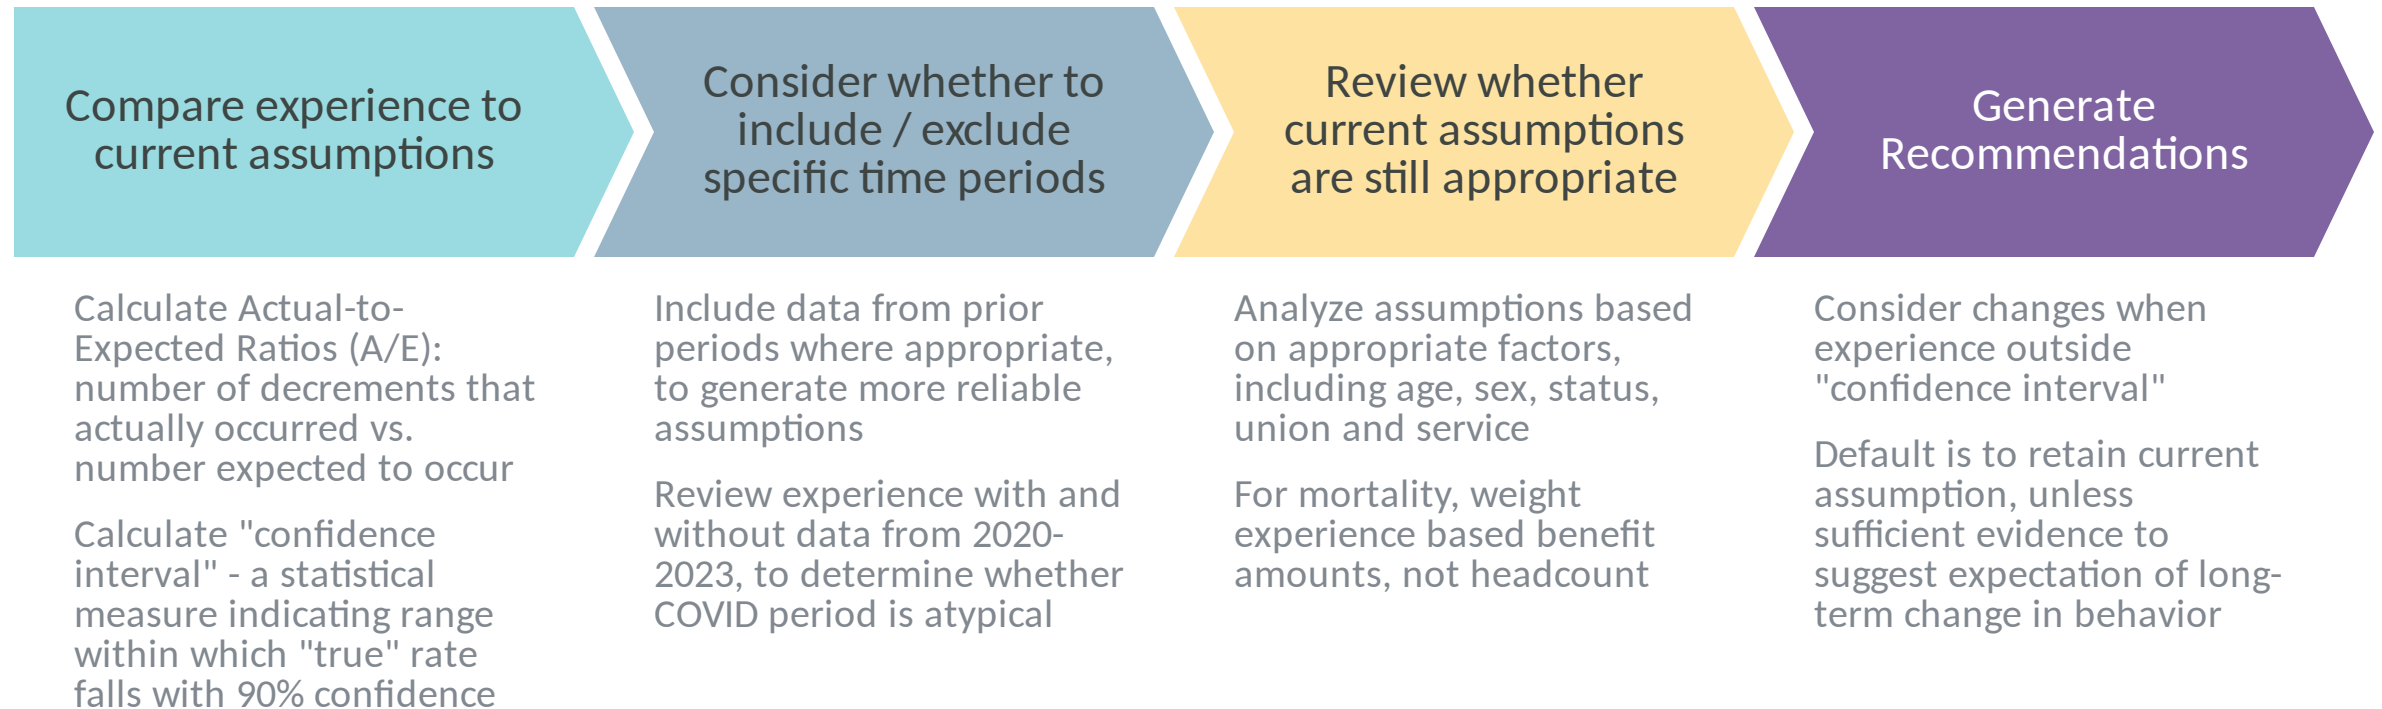 Compare experience to
current assumptions
Consider whether to
include / exclude
specific time periods
Review whether
current assumptions
are still appropriate
Generate
Recommendations
Calculate Actual-to-
Expected Ratios (A/E):
number of decrements that
actually occurred vs.
number expected to occur
Calculate "confidence
interval" - a statistical
measure indicating range
within which "true" rate
falls with 90% confidence
Include data from prior
periods where appropriate,
to generate more reliable
assumptions
Review experience with and
without data from 2020-
2023, to determine whether
COVID period is atypical
Analyze assumptions based
on appropriate factors,
including age, sex, status,
union and service
For mortality, weight
experience based benefit
amounts, not headcount
Consider changes when
experience outside
"confidence interval"
Default is to retain current
assumption, unless
sufficient evidence to
suggest expectation of long-
term change in behavior